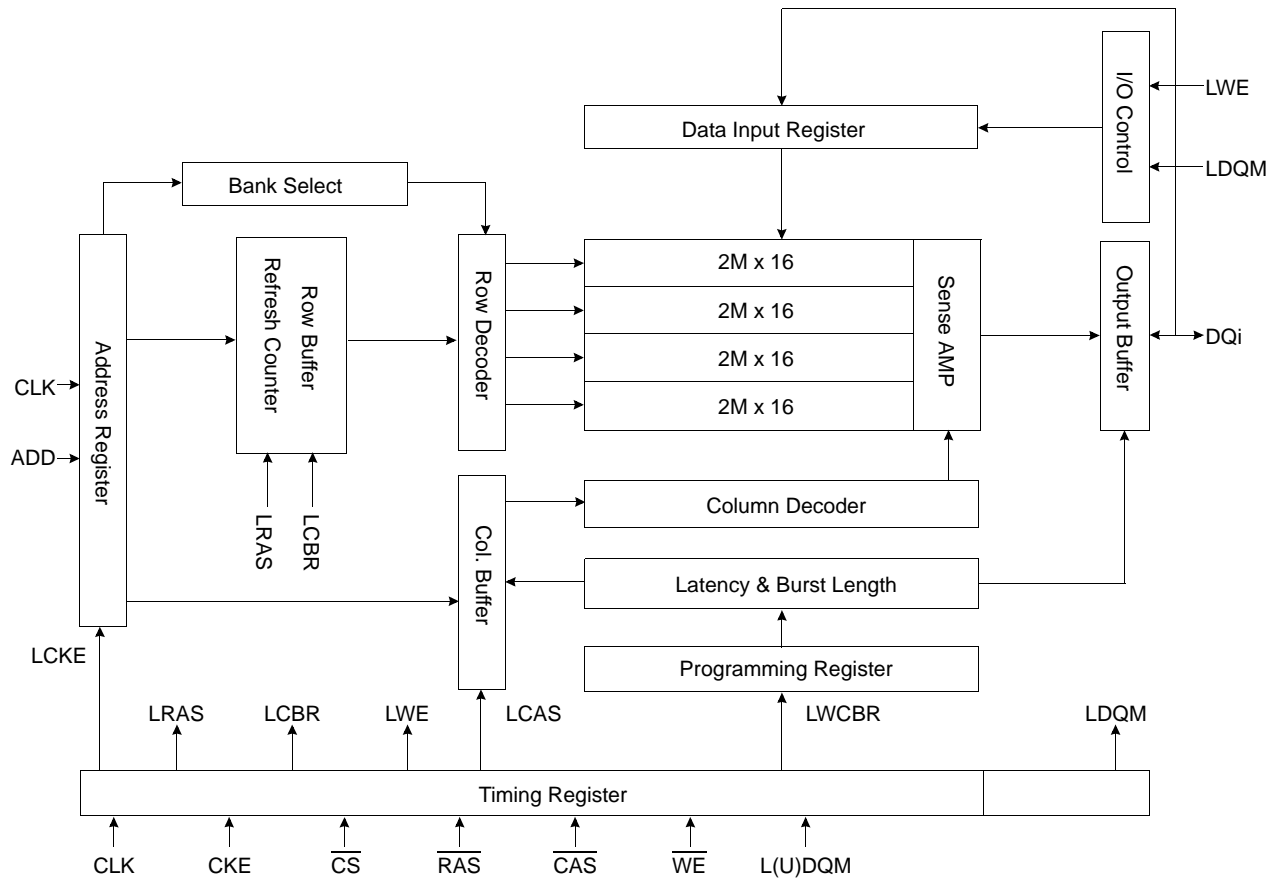 I/O Control
LWE
LDQM
Data Input Register
Bank Select
Address Register
CLK
ADD
Row Buffer
Refresh Counter
LRAS
LCBR
Row Decoder
2M x 16
2M x 16
2M x 16
2M x 16
Sense AMP
Output Buffer
DQi
Col. Buffer
Column Decoder
Latency & Burst Length
Programming Register
LCKE
LRAS
LCBR
LWE
LCAS
LWCBR
LDQM
Timing Register
CLK
CKE
CS
RAS
CAS
WE
L(U)DQM